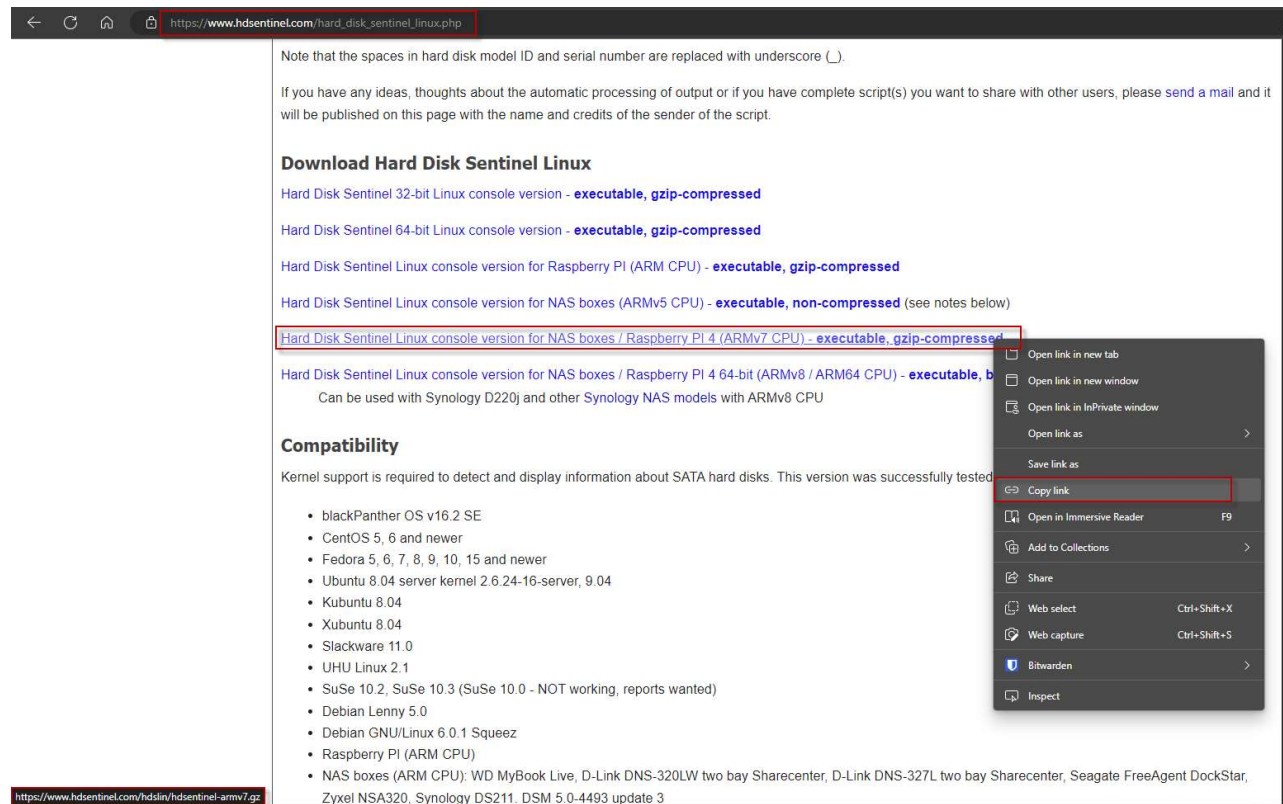 https://www.hdsentinel.com/hard_disk_sentinel_linux.php
Note that the spaces in hard disk model ID and serial number are replaced with underscore (_).
If you have any ideas, thoughts about the automatic processing of output or if you have complete script(s) you want to share with other users, please send a mail and it
will be published on this page with the name and credits of the sender of the script.
Download Hard Disk Sentinel Linux
Hard Disk Sentinel 32-bit Linux console version - executable, gzip-compressed
Hard Disk Sentinel 64-bit Linux console version - executable, gzip-compressed
Hard Disk Sentinel Linux console version for Raspberry PI (ARM CPU) - executable, gzip-compressed
Hard Disk Sentinel Linux console version for NAS boxes (ARMv5 CPU) - executable, non-compressed (see notes below)
Hard Disk Sentinel Linux console version for NAS boxes / Raspberry PI 4 (ARMv7 CPU) - executable, gzip-compressed
Hard Disk Sentinel Linux console version for NAS boxes / Raspberry PI 4 64-bit (ARMv8 / ARM64 CPU) - executable, b
Can be used with Synology D220j and other Synology NAS models with ARMv8 CPU
Compatibility
Kernel support is required to detect and display information about SATA hard disks. This version was successfully tested
blackPanther OS v16.2 SE
CentOS 5, 6 and newer
Fedora 5, 6, 7, 8, 9, 10, 15 and newer
Ubuntu 8.04 server kernel 2.6.24-16-server, 9.04
Kubuntu 8.04
Xubuntu 8.04
Slackware 11.0
UHU Linux 2.1
SuSe 10.2, SuSe 10.3 (SuSe 10.0 - NOT working, reports wanted)
Debian Lenny 5.0
Debian GNU/Linux 6.0.1 Squeez
Raspberry PI (ARM CPU)
NAS boxes (ARM CPU): WD MyBook Live, D-Link DNS-320LW two bay Sharecenter, D-Link DNS-327L two bay Sharecenter, Seagate FreeAgent DockStar,
Zyxel NSA320, Synology DS211. DSM 5.0-4493 update 3
Open link in new tab
Open link in new window
Open link in InPrivate window
Open link as
Save link as
Copy link
Open in Immersive Reader F9
Add to Collections
Share
Web select Ctrl+Shift+X
Web capture Ctrl+Shift+S
Bitwarden
Inspect
https://www.hdsentinel.com/hdslin/hdsentinel-armv7.gz